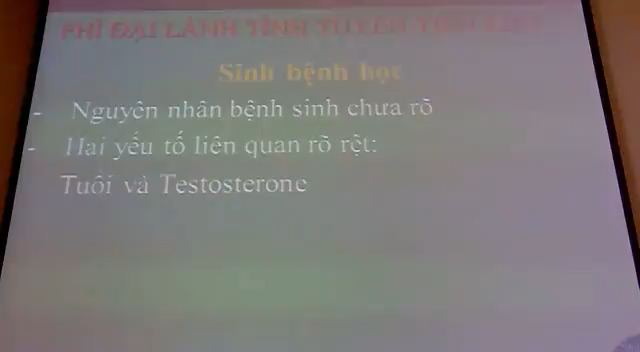 PHÌ ĐẠI LÀNH TÍNH TUYẾN TIỀN LIỆT
Sinh bệnh học
- Nguyên nhân bệnh sinh chưa rõ
- Hai yếu tố liên quan rõ rệt:
Tuổi và Testosterone